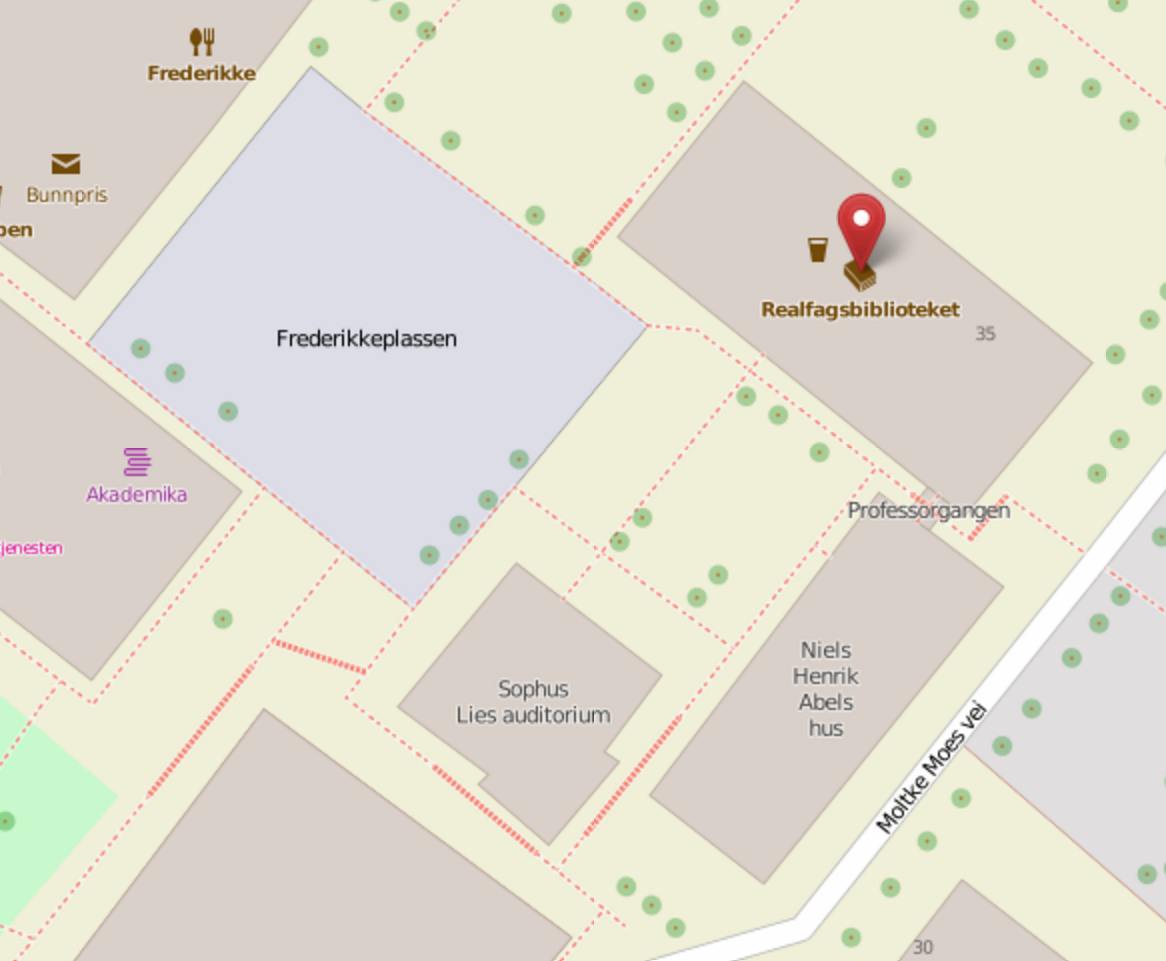 Frederikke
Bunnpris
pen
Realfagsbiblioteket
35
Frederikkeplassen
Akademika
jenesten
Professorgangen
Niels
Henrik
Abels
hus
Sophus
Lies auditorium
Moltke Moes vei
30